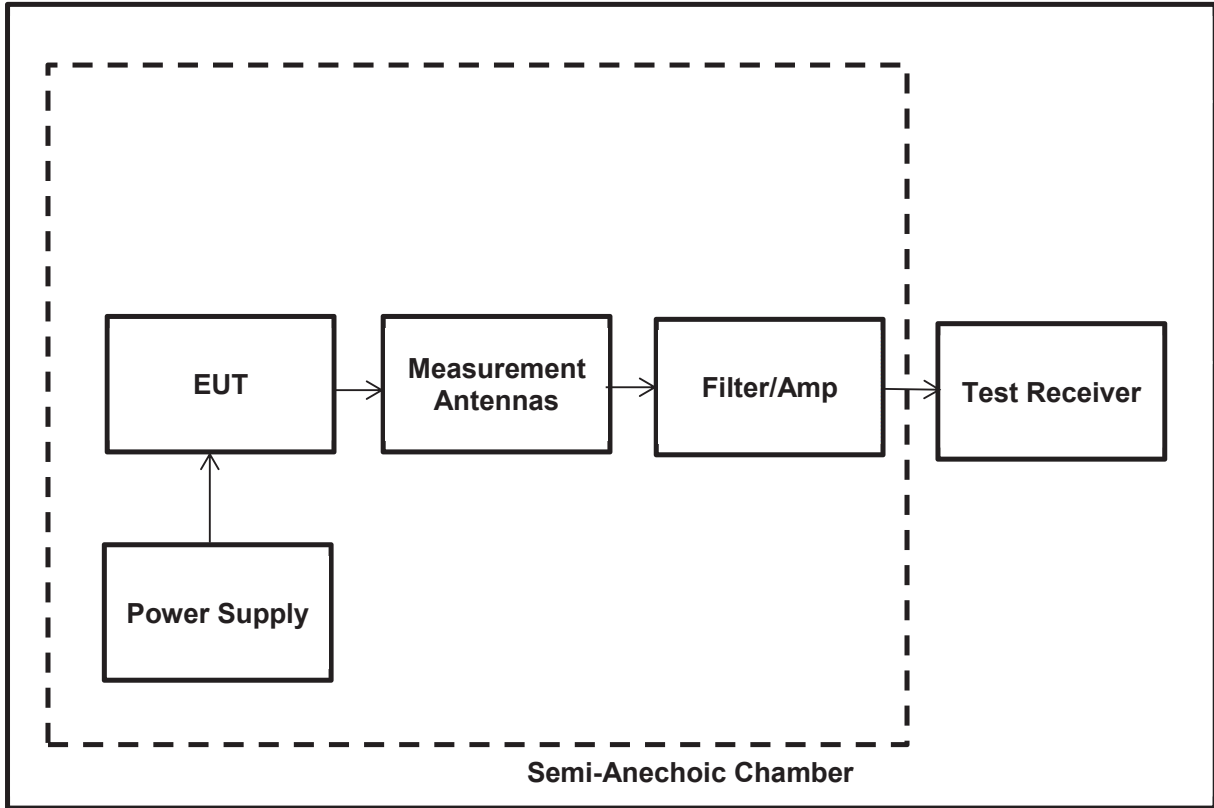 EUT
Measurement
Antennas
Filter/Amp
Test Receiver
Power Supply
Semi-Anechoic Chamber